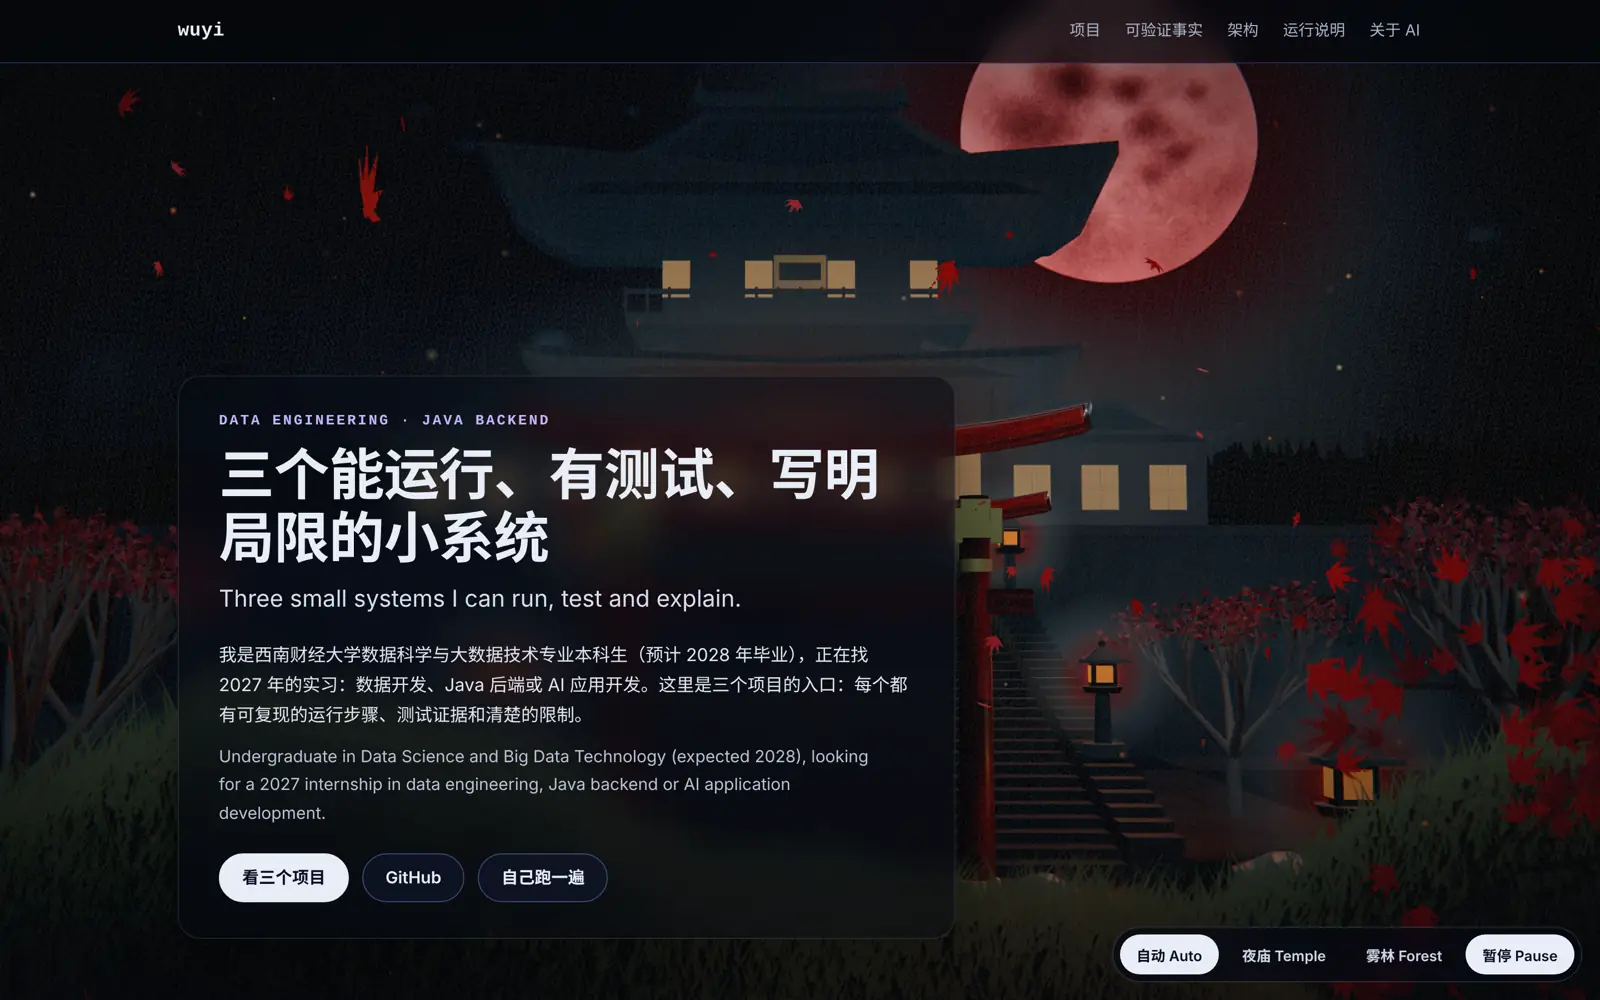 wuyi
项目 可验证事实 架构 运行说明 关于 AI
DATA ENGINEERING · JAVA BACKEND
三个能运行、有测试、写明
局限的小系统
Three small systems I can run, test and explain.
我是西南财经大学数据科学与大数据技术专业本科生（预计 2028 年毕业），正在找
2027 年的实习：数据开发、Java 后端或 AI 应用开发。这里是三个项目的入口：每个都
有可复现的运行步骤、测试证据和清楚的限制。
Undergraduate in Data Science and Big Data Technology (expected 2028), looking
for a 2027 internship in data engineering, Java backend or AI application
development.
看三个项目 GitHub 自己跑一遍
自动 Auto 夜庙 Temple 雾林 Forest 暂停 Pause